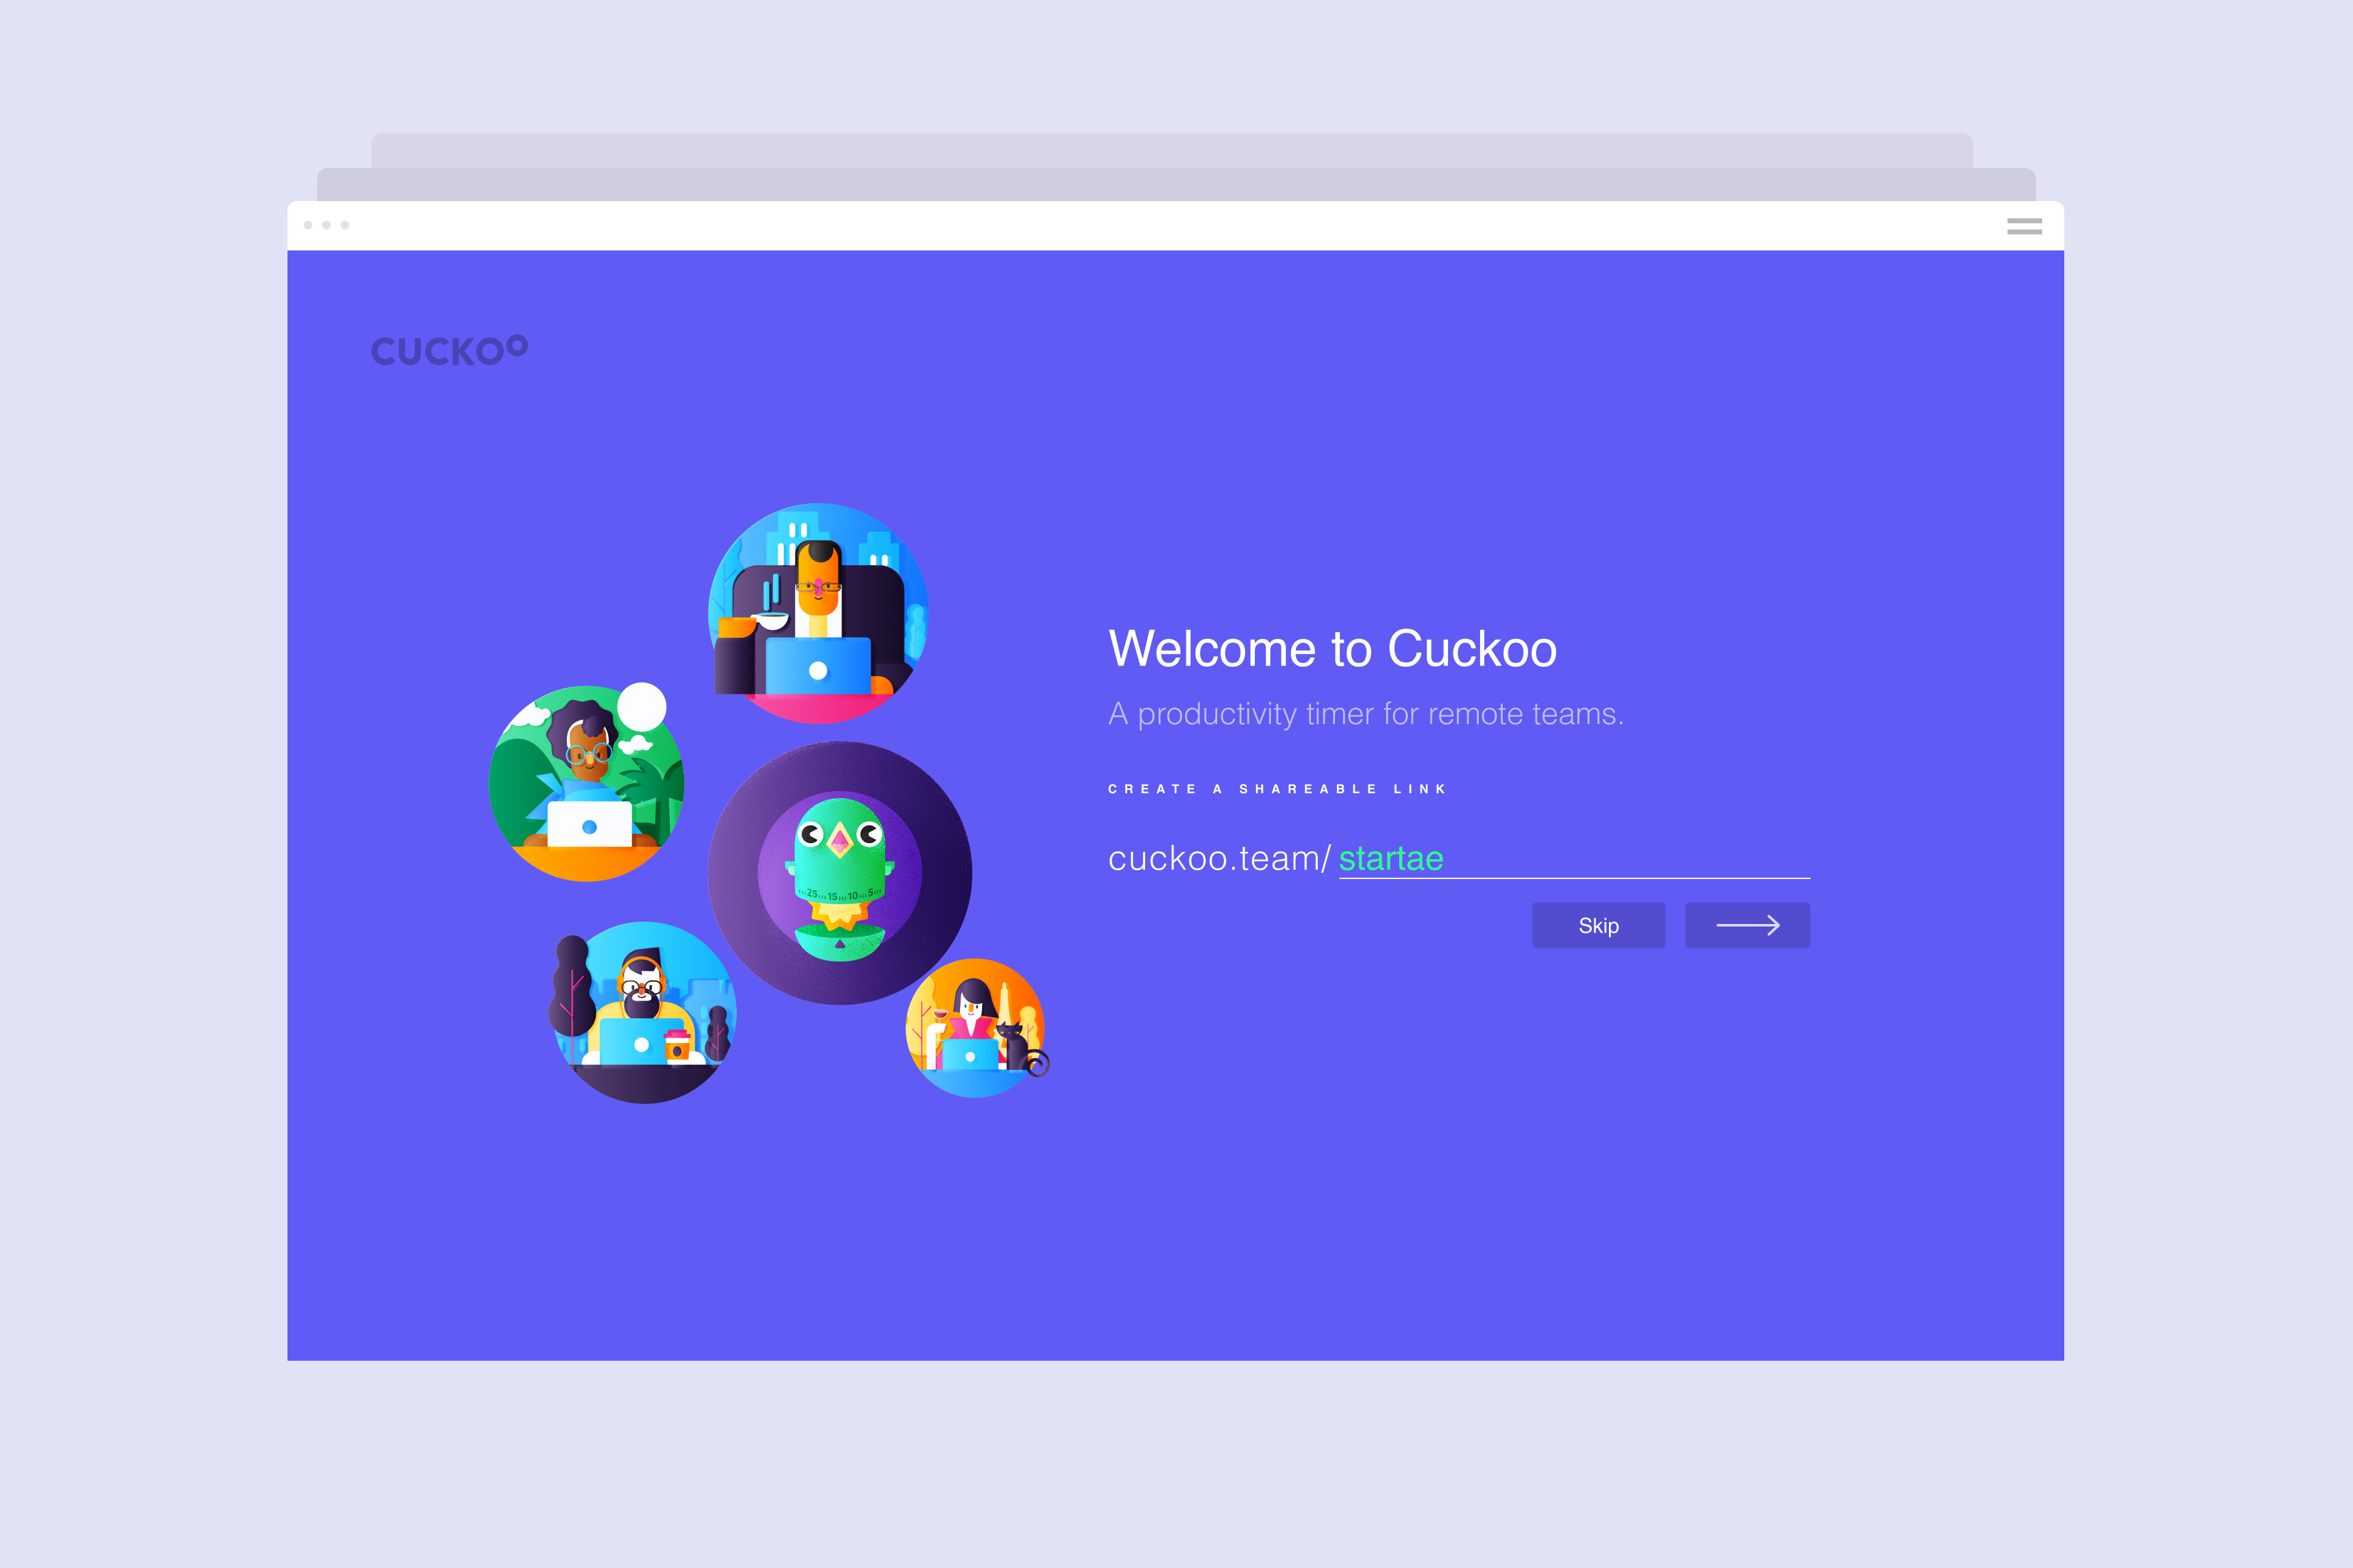 CUCKOO
Welcome to Cuckoo
A productivity timer for remote teams.
CREATE A SHAREABLE LINK
cuckoo.team/ startae
Skip
25 15 10 5